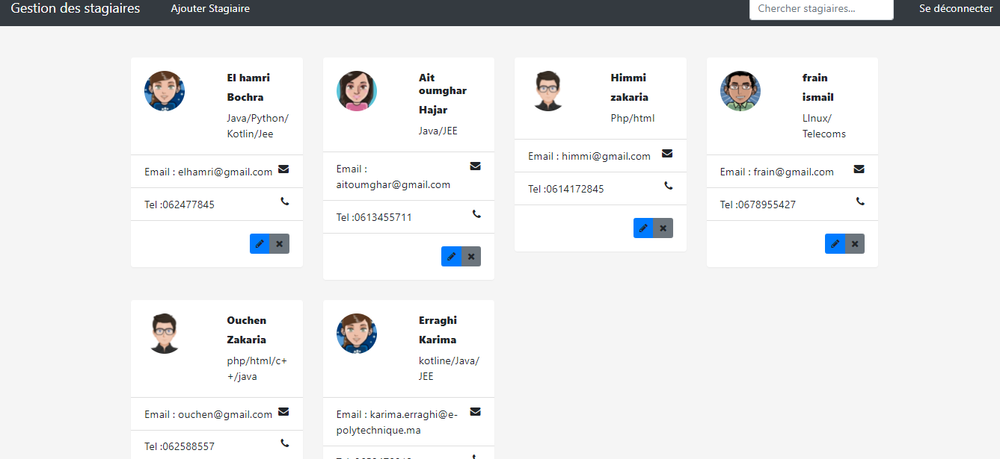 Gestion des stagiaires
Ajouter Stagiaire
Chercher stagiaires...
Se déconnecter
El hamri
Bochra
Java/Python/
Kotlin/Jee
Email : elhamri@gmail.com
Tel :062477845
Ait
oumghar
Hajar
Java/JEE
Email :
aitoumghar@gmail.com
Tel :0613455711
Himmi
zakaria
Php/html
Email : himmi@gmail.com
Tel :0614172845
frain
ismail
LInux/
Telecoms
Email : frain@gmail.com
Tel :0678955427
Ouchen
Zakaria
php/html/c+
+/java
Email : ouchen@gmail.com
Tel :062588557
Erraghi
Karima
kotline/Java/
JEE
Email : karima.erraghi@e-
polytechnique.ma